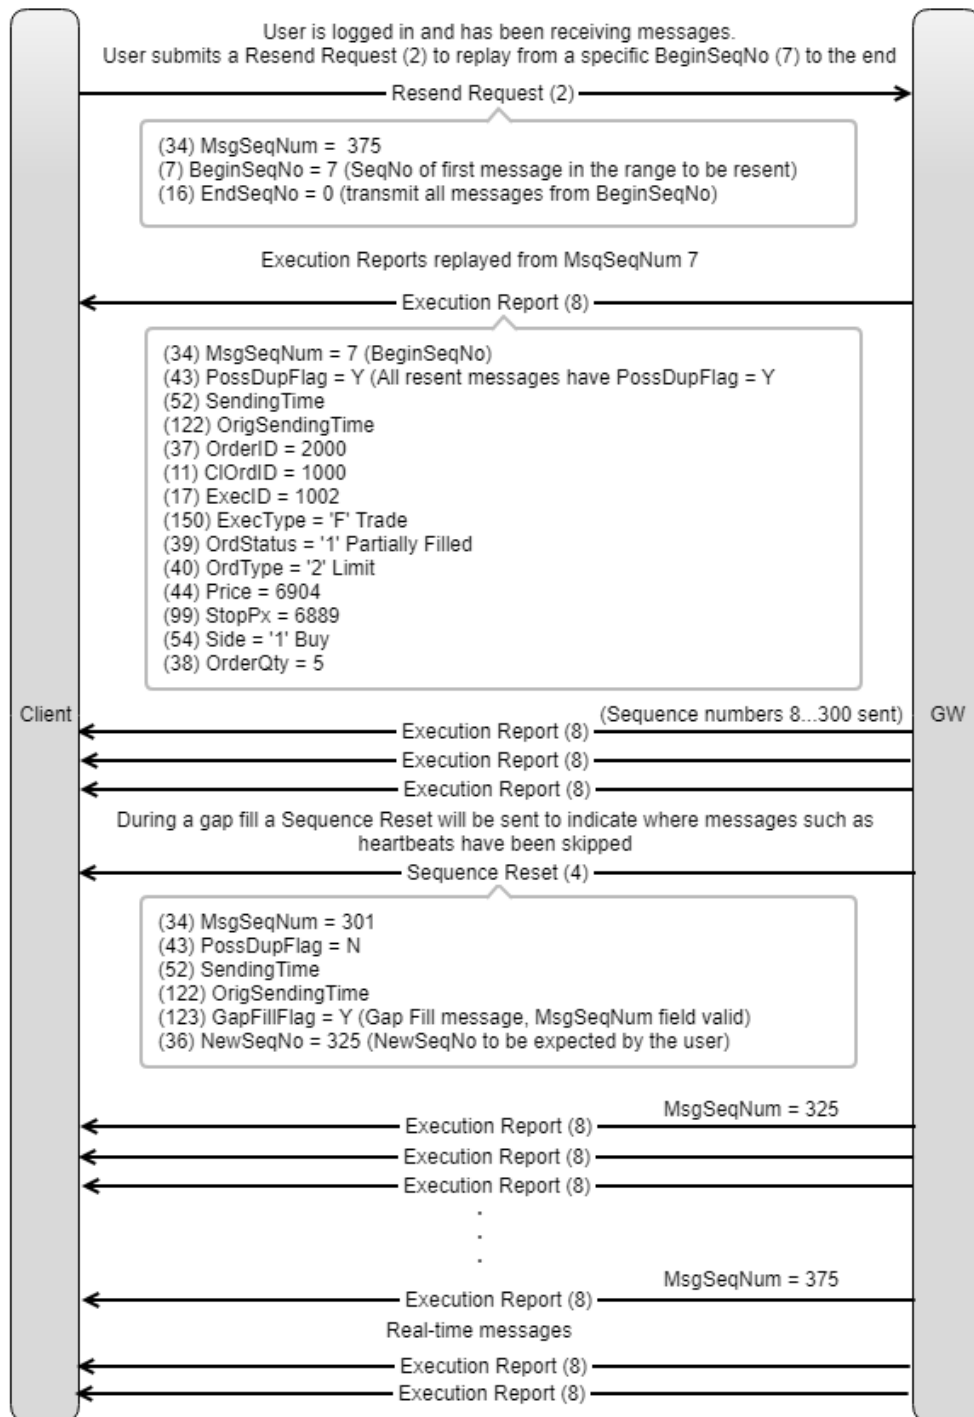 User is logged in and has been receiving messages.
User submits a Resend Request (2) to replay from a specific BeginSeqNo (7) to the end
Resend Request (2)
(34) MsgSeqNum = 375
(7) BeginSeqNo = 7 (SeqNo of first message in the range to be resent)
(16) EndSeqNo = 0 (transmit all messages from BeginSeqNo)
Execution Reports replayed from MsqSeqNum 7
Execution Report (8)
(34) MsgSeqNum = 7 (BeginSeqNo)
(43) PossDupFlag = Y (All resent messages have PossDupFlag = Y
(52) SendingTime
(122) OrigSendingTime
(37) OrderID = 2000
(11) ClOrdID = 1000
(17) ExecID = 1002
(150) ExecType = 'F' Trade
(39) OrdStatus = '1' Partially Filled
(40) OrdType = '2' Limit
(44) Price = 6904
(99) StopPx = 6889
(54) Side = '1' Buy
(38) OrderQty = 5
Client
GW
(Sequence numbers 8...300 sent)
Execution Report (8)
Execution Report (8)
Execution Report (8)
During a gap fill a Sequence Reset will be sent to indicate where messages such as
heartbeats have been skipped
Sequence Reset (4)
(34) MsgSeqNum = 301
(43) PossDupFlag = N
(52) SendingTime
(122) OrigSendingTime
(123) GapFillFlag = Y (Gap Fill message, MsgSeqNum field valid)
(36) NewSeqNo = 325 (NewSeqNo to be expected by the user)
MsgSeqNum = 325
Execution Report (8)
Execution Report (8)
Execution Report (8)
.
.
.
MsgSeqNum = 375
Execution Report (8)
Real-time messages
Execution Report (8)
Execution Report (8)